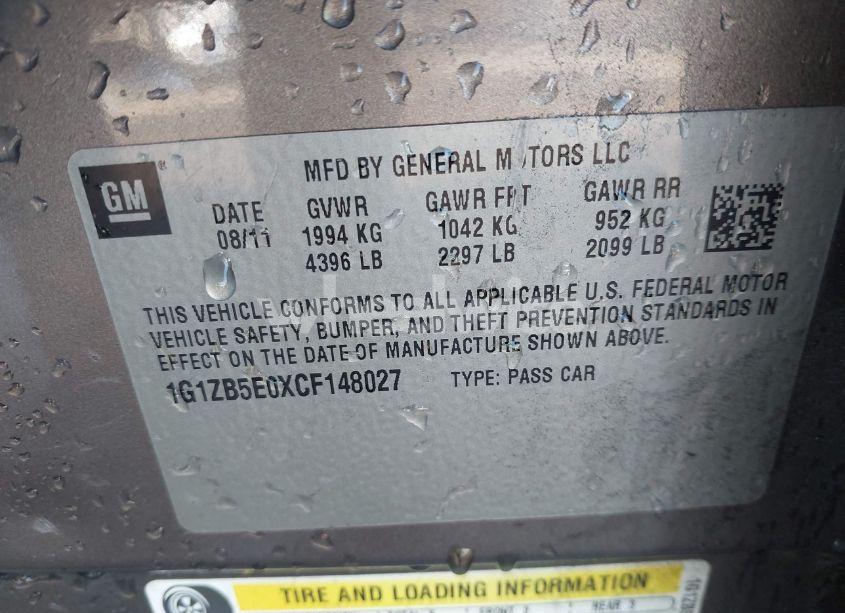 GM
MFD BY GENERAL MOTORS LLC
DATE GVWR GAWR FRT GAWR RR
08/11 1994 KG 1042 KG 952 KG
4396 LB 2297 LB 2099 LB
THIS VEHICLE CONFORMS TO ALL APPLICABLE U.S. FEDERAL MOTOR
VEHICLE SAFETY, BUMPER, AND THEFT PREVENTION STANDARDS IN
EFFECT ON THE DATE OF MANUFACTURE SHOWN ABOVE.
1G1ZB5E0XCF148027 TYPE: PASS CAR
TIRE AND LOADING INFORMATION